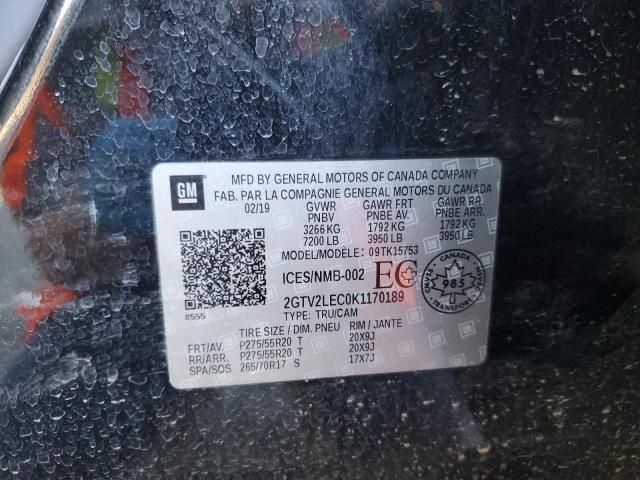 GM
MFD BY GENERAL MOTORS OF CANADA COMPANY
FAB. PAR LA COMPAGNIE GENERAL MOTORS DU CANADA
02/19 GVWR GAWR FRT GAWR RR
PNBV PNBE AV. PNBE ARR.
3266 KG 1792 KG 1792 KG
7200 LB 3950 LB 3950 LB
MODEL/MODÈLE: 09TK15753
ICES/NMB-002 EC
CANADA
985
8555
2GTV2LEC0K1170189
TYPE: TRU/CAM
TIRE SIZE / DIM. PNEU RIM / JANTE
FRT/AV. P275/55R20 T 20X9J
RR/ARR. P275/55R20 T 20X9J
SPA/SOS 265/70R17 S 17X7J